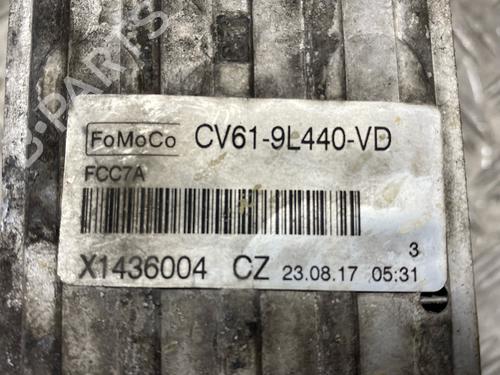 B-PARTS
FoMoCo CV61-9L440-VD
FCC7A
3
X1436004 CZ 23.08.17 05:31